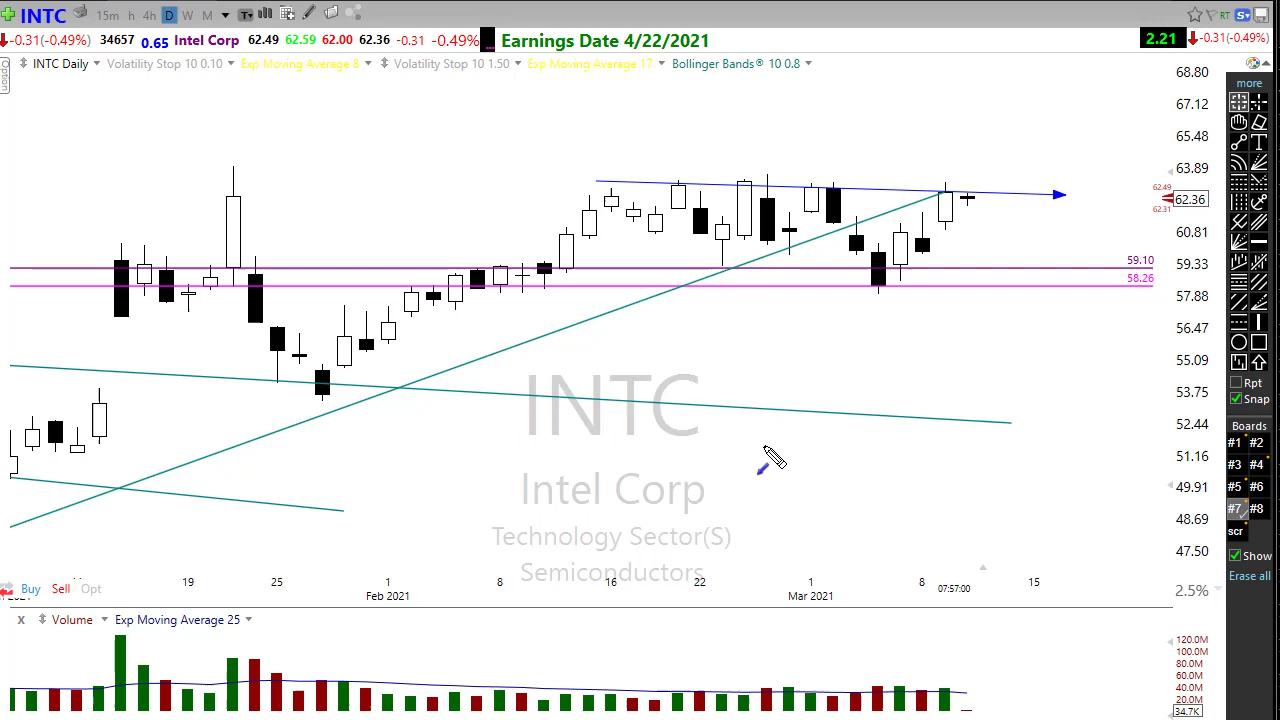 INTC 15m h 4h D W M T RT S
-0.31(-0.49%) 34657 0.65 Intel Corp 62.49 62.59 62.00 62.36 -0.31 -0.49% Earnings Date 4/22/2021 2.21 -0.31(-0.49%)
INTC Daily Volatility Stop 10 0.10 Exp Moving Average 8 Volatility Stop 10 1.50 Exp Moving Average 17 Bollinger Bands® 10 0.8
Option
68.80
67.12
65.48
63.89
62.49
62.36
62.31
60.81
59.10
59.33
58.26
57.88
56.47
55.09
53.75
52.44
51.16
49.91
48.69
47.50
2.5%
INTC
Intel Corp
Technology Sector(S)
Semiconductors
19 25 1 8 16 22 1 8 15
Feb 2021 Mar 2021 07:57:00
Buy Sell Opt
X Volume Exp Moving Average 25
120.0M
100.0M
80.0M
60.0M
40.0M
20.0M
34.7K
more
T
Rpt
Snap
Boards
#1 #2
#3 #4
#5 #6
#7 #8
scr
Show
Erase all